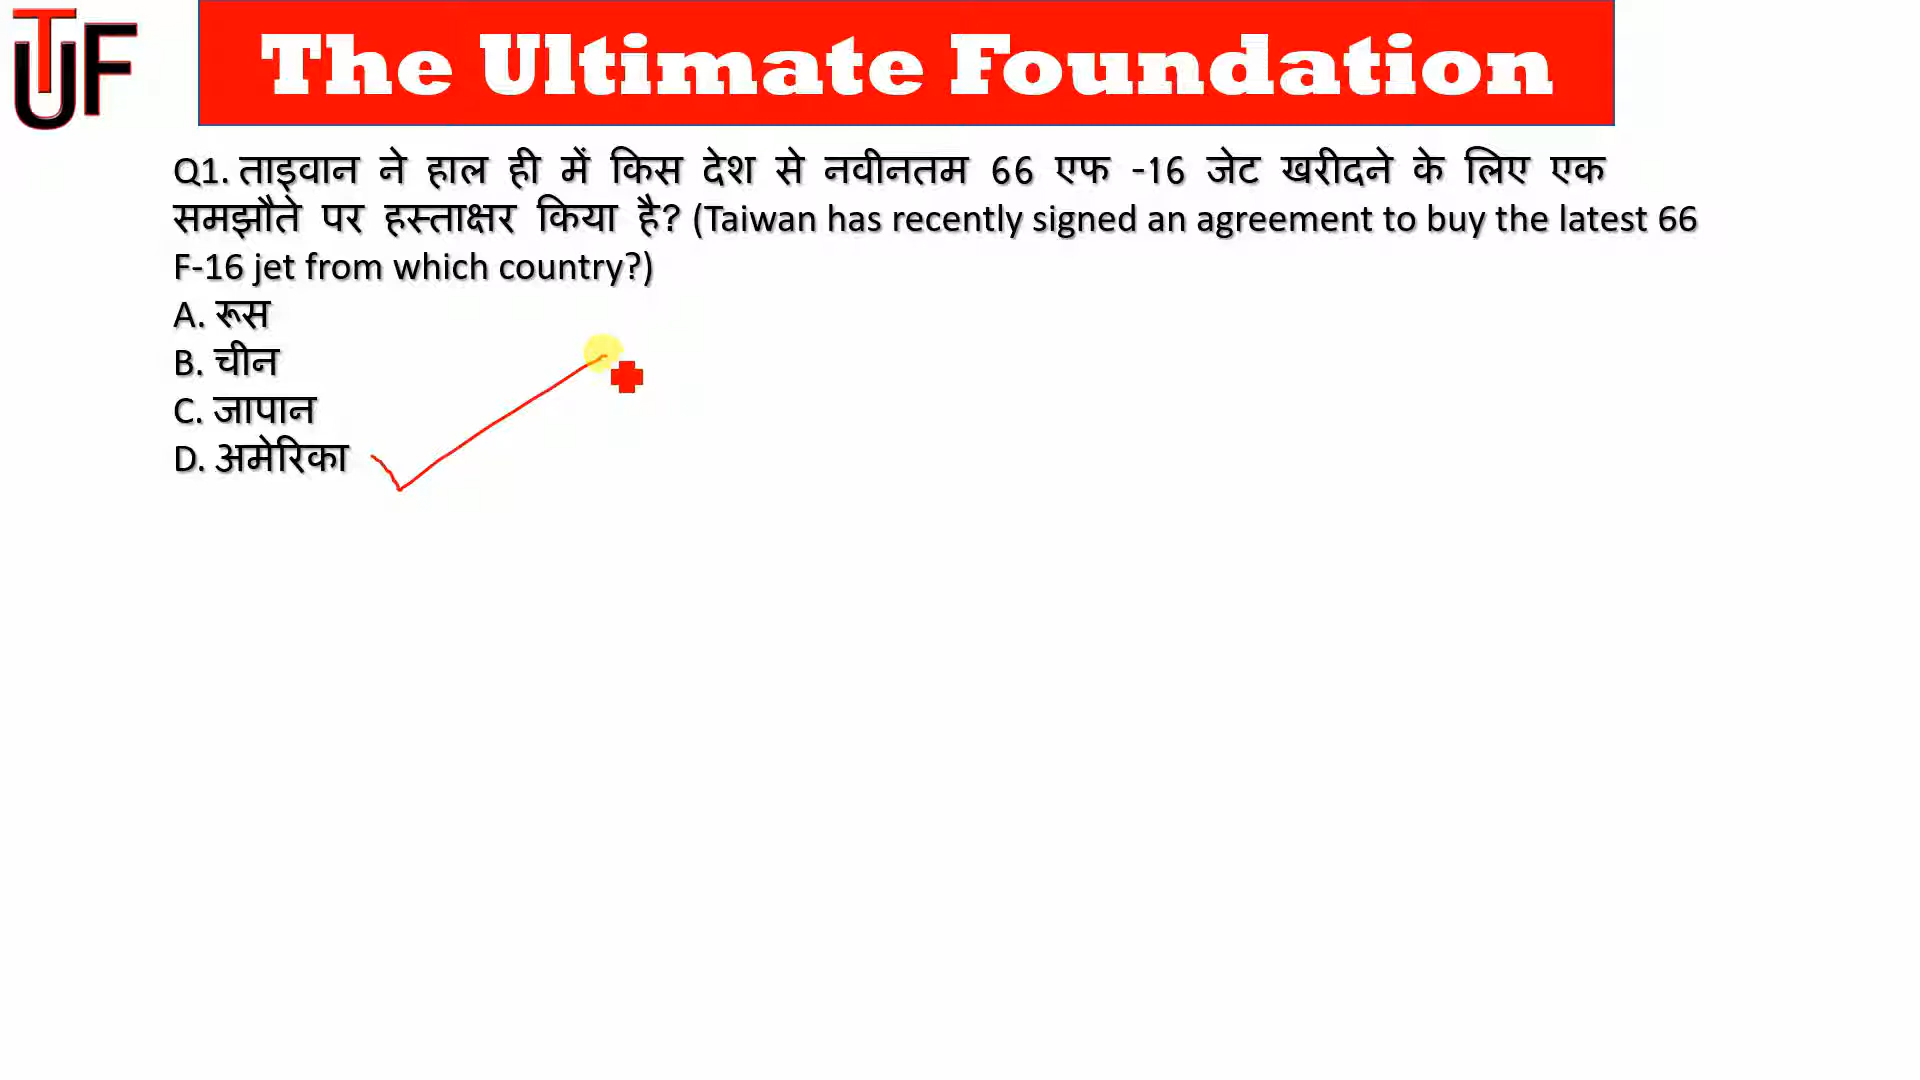 TUF
The Ultimate Foundation
Q1. ताइवान ने हाल ही में किस देश से नवीनतम 66 एफ -16 जेट खरीदने के लिए एक
समझौते पर हस्ताक्षर किया है? (Taiwan has recently signed an agreement to buy the latest 66
F-16 jet from which country?)
A. रूस
B. चीन
C. जापान
D. अमेरिका